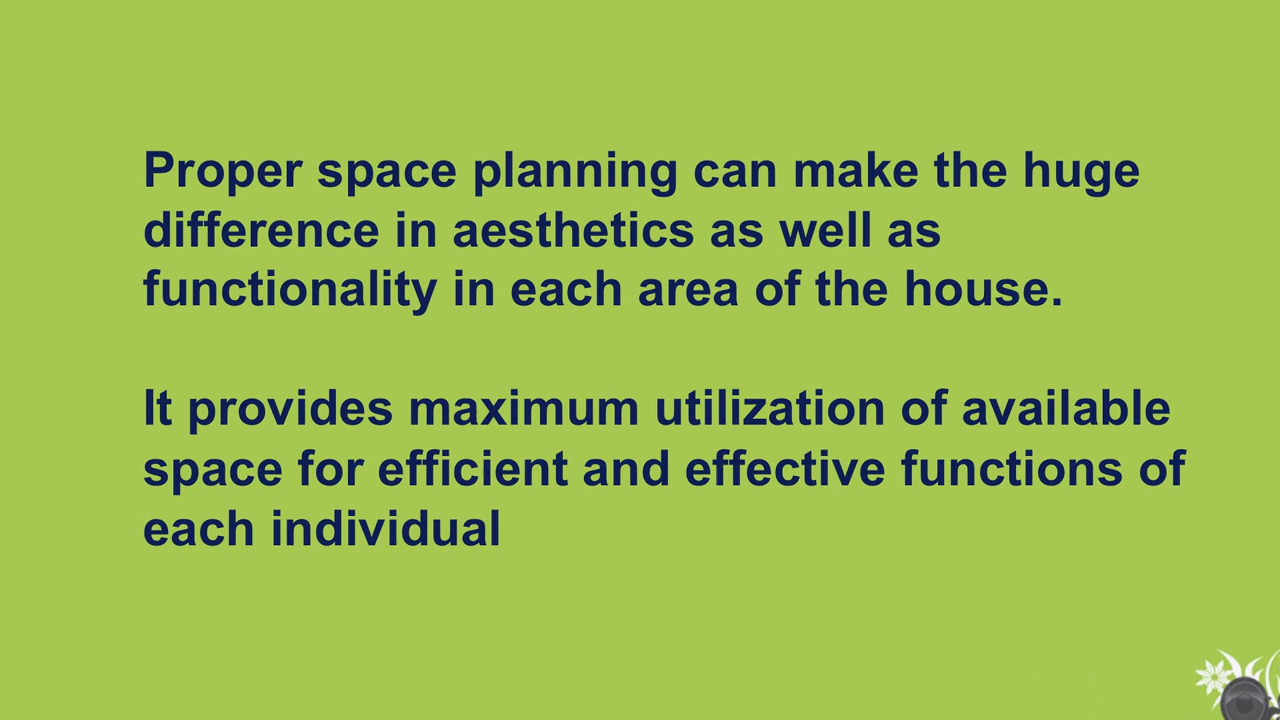 Proper space planning can make the huge
difference in aesthetics as well as
functionality in each area of the house.
It provides maximum utilization of available
space for efficient and effective functions of
each individual